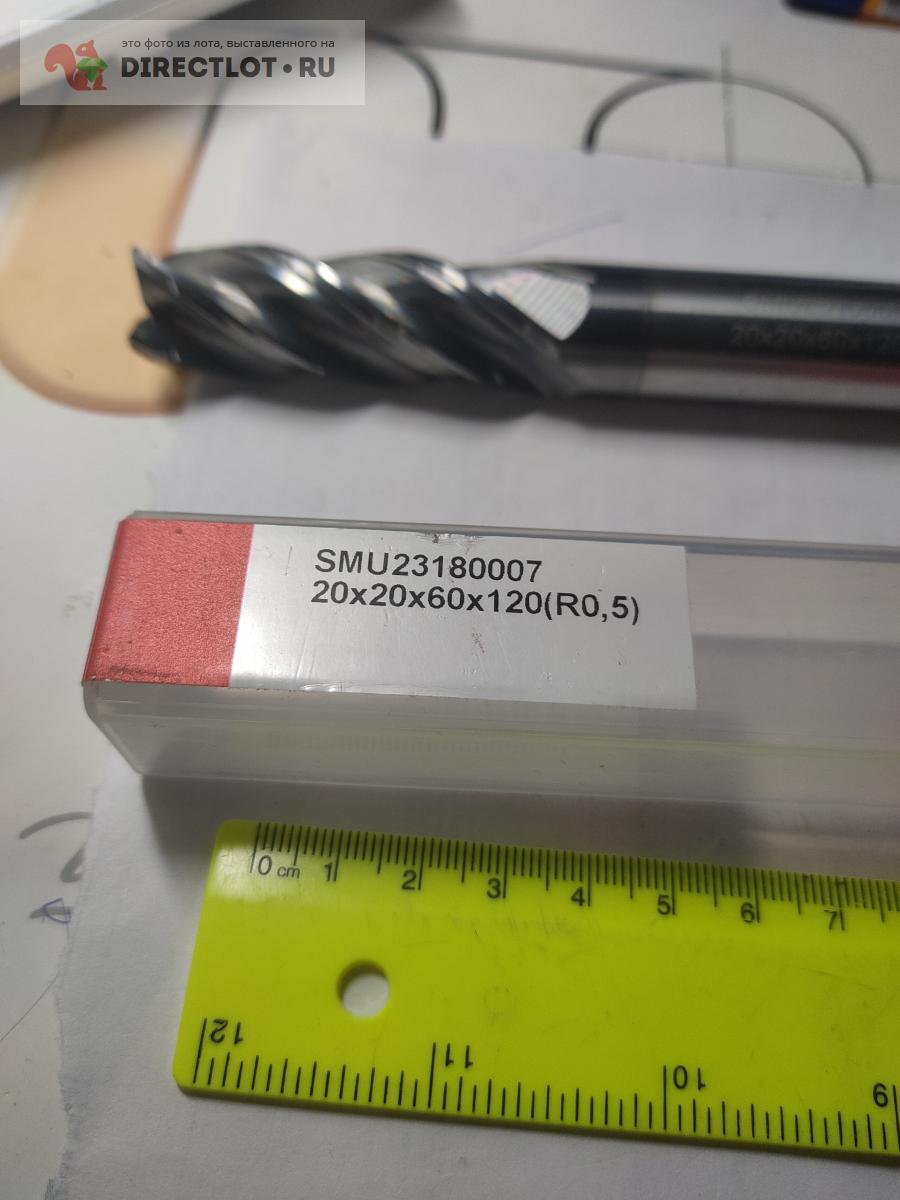 это фото из лота, выставленного на
DIRECTLOT•RU
20x20x60x120
SMU23180007
20x20x60x120(R0,5)
0 cm 1 2 3 4 5 6 7
12 11 10 9